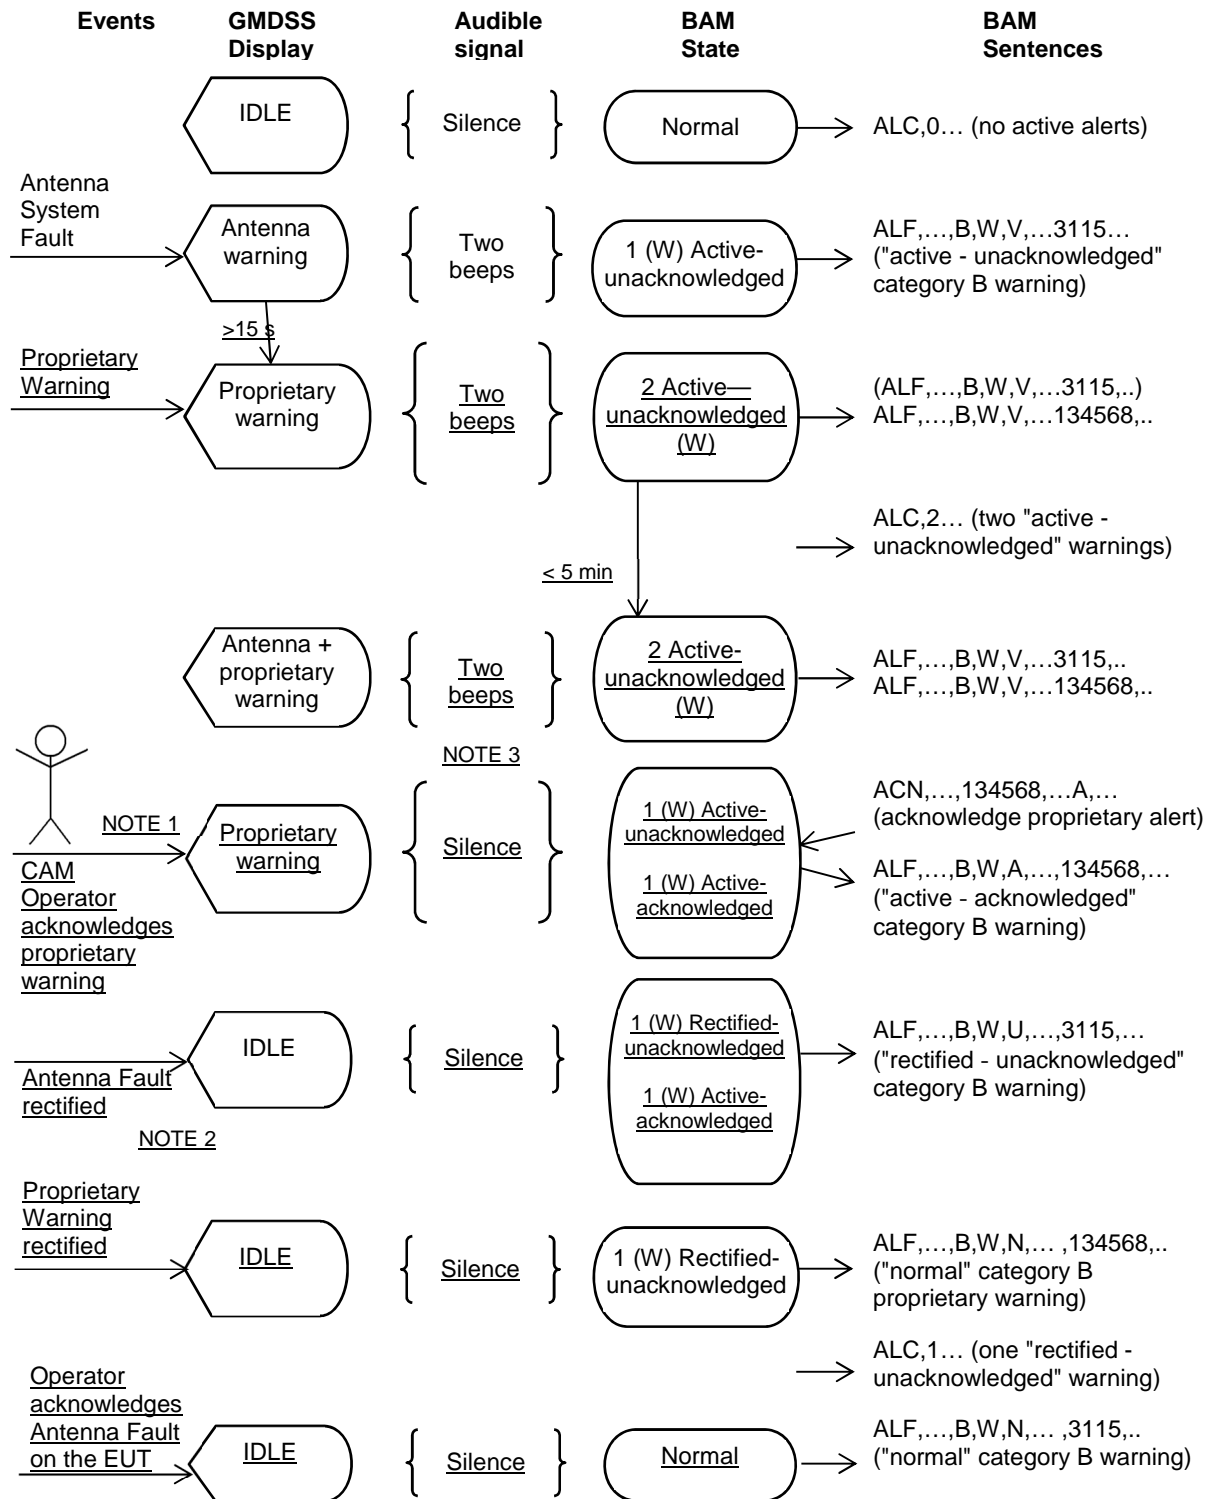 Events GMDSS Audible BAM BAM
Display signal State Sentences
IDLE
{ Silence }
Normal
ALC,0… (no active alerts)
Antenna
System
Fault
Antenna
warning
{ Two }
beeps
1 (W) Active-
unacknowledged
ALF,…,B,W,V,…3115…
("active - unacknowledged"
category B warning)
>15 s
Proprietary
Warning
Proprietary
warning
{ Two }
beeps
2 Active—
unacknowledged
(W)
(ALF,…,B,W,V,…3115,..)
ALF,…,B,W,V,…134568,..
ALC,2… (two "active -
unacknowledged" warnings)
< 5 min
Antenna +
proprietary
warning
{ Two }
beeps
2 Active-
unacknowledged
(W)
ALF,…,B,W,V,…3115,..
ALF,…,B,W,V,…134568,..
NOTE 3
NOTE 1
CAM
Operator
acknowledges
proprietary
warning
Proprietary
warning
{ Silence }
1 (W) Active-
unacknowledged
1 (W) Active-
acknowledged
ACN,…,134568,…A,…
(acknowledge proprietary alert)
ALF,…,B,W,A,…,134568,…
("active - acknowledged"
category B warning)
Antenna Fault
rectified
NOTE 2
IDLE
{ Silence }
1 (W) Rectified-
unacknowledged
1 (W) Active-
acknowledged
ALF,…,B,W,U,…,3115,…
("rectified - unacknowledged"
category B warning)
Proprietary
Warning
rectified
IDLE
{ Silence }
1 (W) Rectified-
unacknowledged
ALF,…,B,W,N,… ,134568,..
("normal" category B
proprietary warning)
ALC,1… (one "rectified -
unacknowledged" warning)
Operator
acknowledges
Antenna Fault
on the EUT
IDLE
{ Silence }
Normal
ALF,…,B,W,N,… ,3115,..
("normal" category B warning)